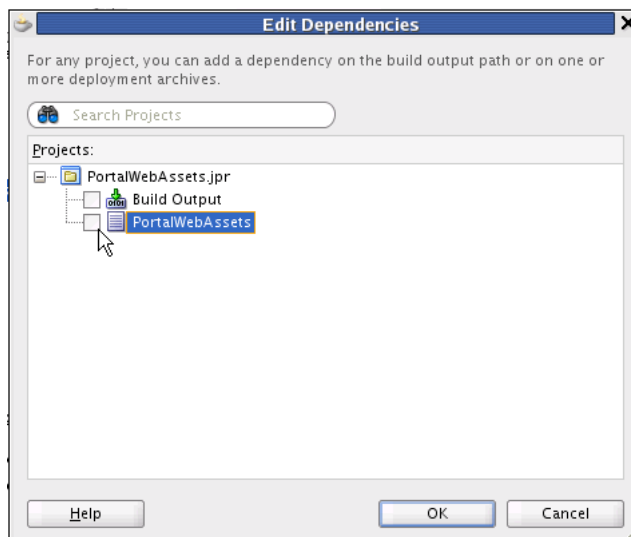 Edit Dependencies
For any project, you can add a dependency on the build output path or on one or
more deployment archives.
Search Projects
Projects:
PortalWebAssets.jpr
Build Output
PortalWebAssets
Help
OK
Cancel